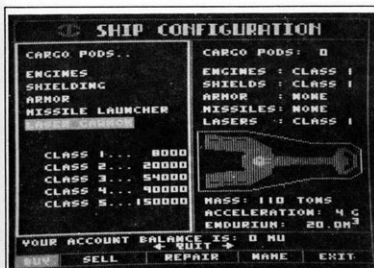 SHIP CONFIGURATION
CARGO PODS..
ENGINES
SHIELDING
ARMOR
MISSILE LAUNCHER
LASER CANNON
CLASS 1... 8000
CLASS 2... 20000
CLASS 3... 54000
CLASS 4... 90000
CLASS 5...150000
CARGO PODS: 0
ENGINES : CLASS 1
SHIELDS : CLASS 1
ARMOR : NONE
MISSILES: NONE
LASERS : CLASS 1
MASS: 110 TONS
ACCELERATION: 4 G
ENDURIUM: 20.0M³
YOUR ACCOUNT BALANCE IS: 0 MU
← QUIT →
BUY SELL REPAIR NAME EXIT